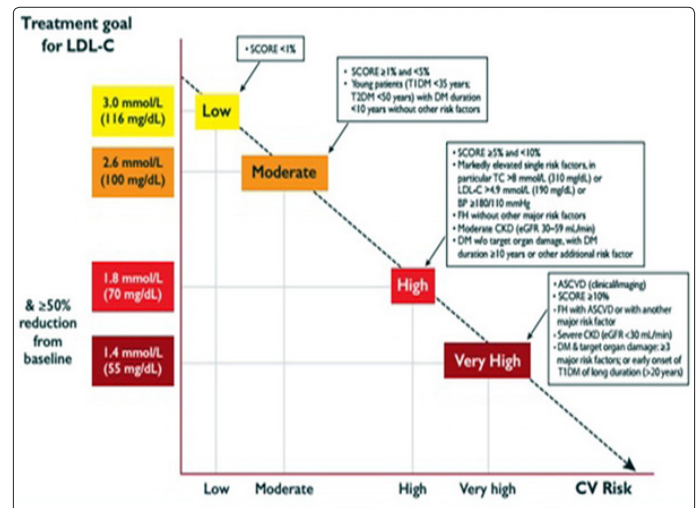 Treatment goal
for LDL-C
• SCORE <1%
• SCORE ≥1% and <5%
• Young patients (T1DM <35 years;
T2DM <50 years) with DM duration
<10 years without other risk factors
3.0 mmol/L
(116 mg/dL)
Low
2.6 mmol/L
(100 mg/dL)
Moderate
• SCORE ≥5% and <10%
• Markedly elevated single risk factors, in
particular TC >8 mmol/L (310 mg/dL) or
LDL-C >4.9 mmol/L (190 mg/dL) or
BP ≥180/110 mmHg
• FH without other major risk factors
• Moderate CKD (eGFR 30–59 mL/min)
• DM w/o target organ damage, with DM
duration ≥10 years or other additional risk factor
1.8 mmol/L
(70 mg/dL)
High
& ≥50%
reduction
from
baseline
1.4 mmol/L
(55 mg/dL)
Very High
• ASCVD (clinical/imaging)
• SCORE ≥10%
• FH with ASCVD or with another
major risk factor
• Severe CKD (eGFR <30 mL/min)
• DM & target organ damage: ≥3
major risk factors; or early onset of
T1DM of long duration (>20 years)
Low
Moderate
High
Very high
CV Risk